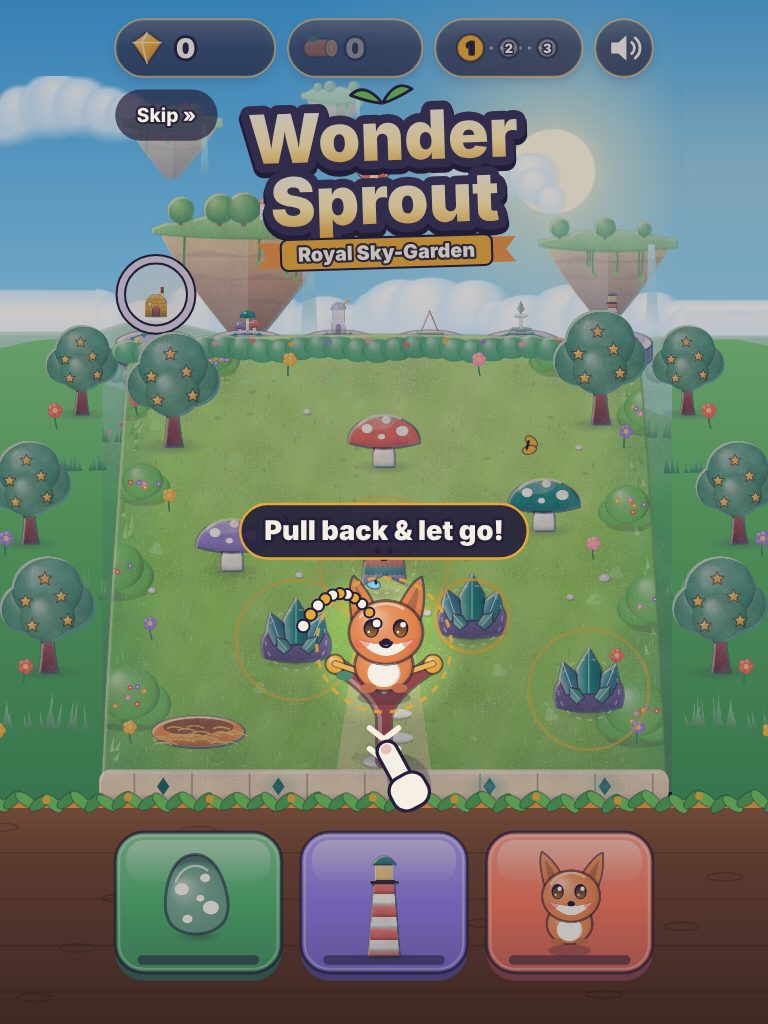 0
0
1 2 3
Skip »
Wonder
Sprout
Royal Sky-Garden
Pull back & let go!